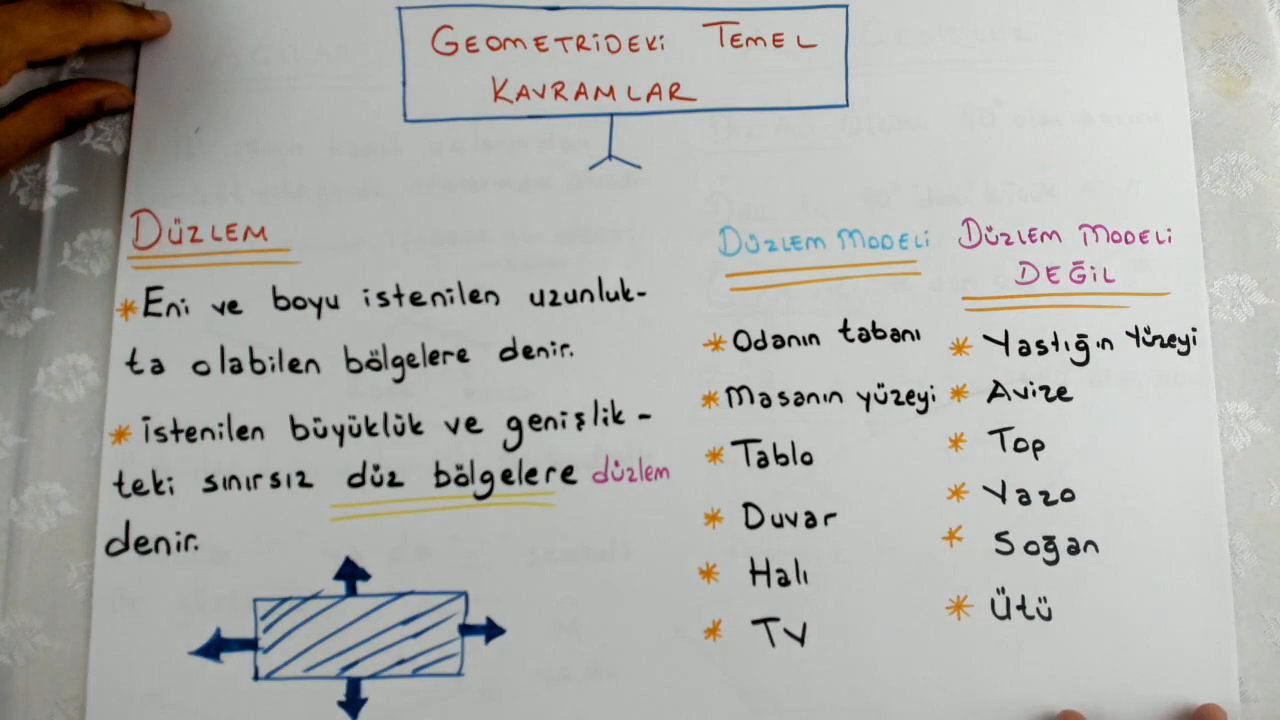 GEOMETRİDEKİ TEMEL
KAVRAMLAR
DÜZLEM
* Eni ve boyu istenilen uzunluk-
ta olabilen bölgelere denir.
* İstenilen büyüklük ve genişlik-
teki sınırsız düz bölgelere düzlem
denir.
DÜZLEM MODELİ
* Odanın tabanı
* Masanın yüzeyi
* Tablo
* Duvar
* Halı
* TV
DÜZLEM MODELİ
DEĞİL
* Yastığın Yüzeyi
* Avize
* Top
* Vazo
* Soğan
* Ütü